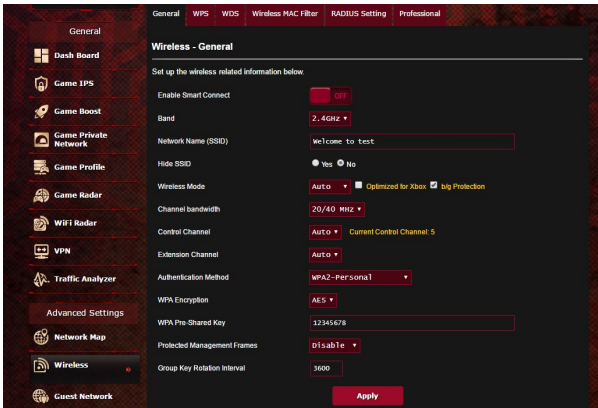 General WPS WDS Wireless MAC Filter RADIUS Setting Professional
General
Dash Board
Game IPS
Game Boost
Game Private
Network
Game Profile
Game Radar
WiFi Radar
VPN
Traffic Analyzer
Advanced Settings
Network Map
Wireless
Guest Network
Wireless - General
Set up the wireless related information below.
Enable Smart Connect OFF
Band 2.4GHz
Network Name (SSID) Welcome to test
Hide SSID Yes No
Wireless Mode Auto Optimized for Xbox b/g Protection
Channel bandwidth 20/40 MHz
Control Channel Auto Current Control Channel: 5
Extension Channel Auto
Authentication Method WPA2-Personal
WPA Encryption AES
WPA Pre-Shared Key 12345678
Protected Management Frames Disable
Group Key Rotation Interval 3600
Apply